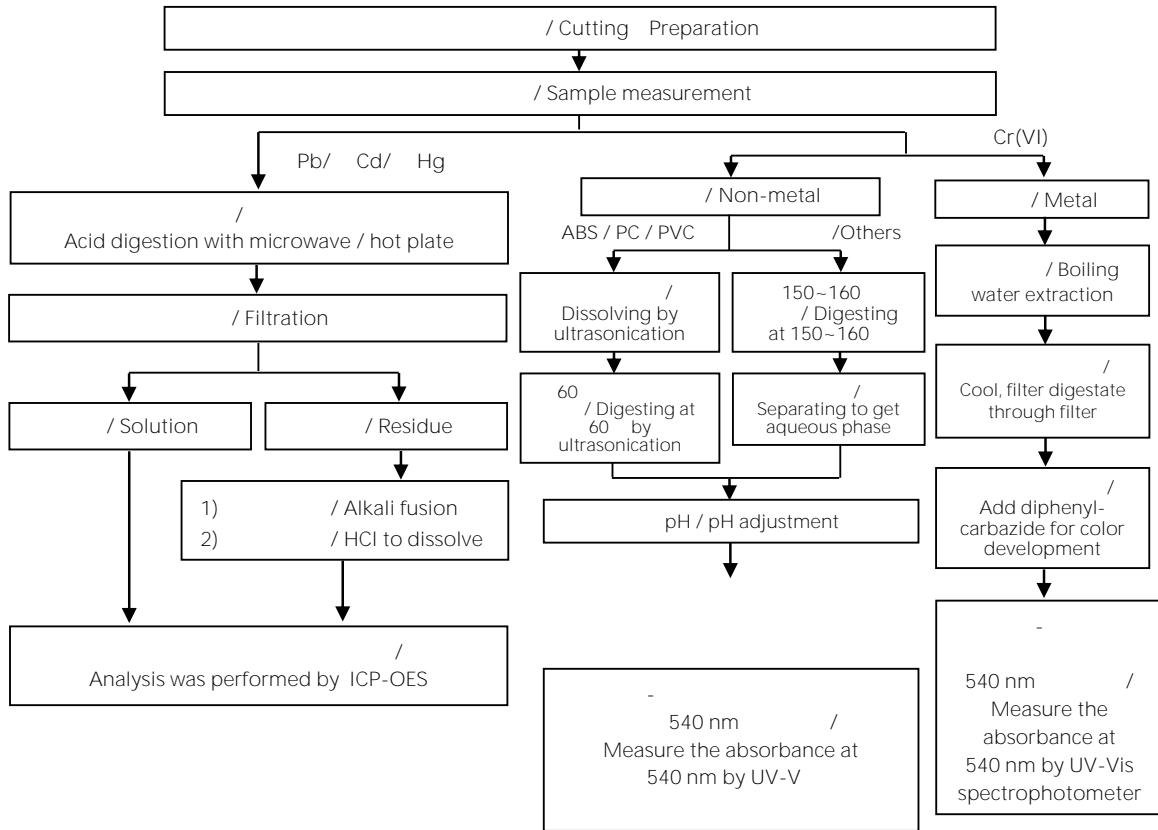 / Cutting Preparation
/ Sample measurement
Pb/ Cd/ Hg
Cr(VI)
/
Acid digestion with microwave / hot plate
/ Filtration
/ Solution
/ Residue
1) / Alkali fusion
2) / HCl to dissolve
/
Analysis was performed by ICP-OES
/ Non-metal
ABS / PC / PVC
/Others
/
Dissolving by
ultrasonication
150~160
/ Digesting
at 150~160
60
/ Digesting at
60 by
ultrasonication
/
Separating to get
aqueous phase
pH / pH adjustment
-
540 nm /
Measure the absorbance at
540 nm by UV-V
/ Metal
/ Boiling
water extraction
/
Cool, filter digestate
through filter
/
Add diphenyl-
carbazide for color
development
-
540 nm /
Measure the
absorbance at
540 nm by UV-Vis
spectrophotometer